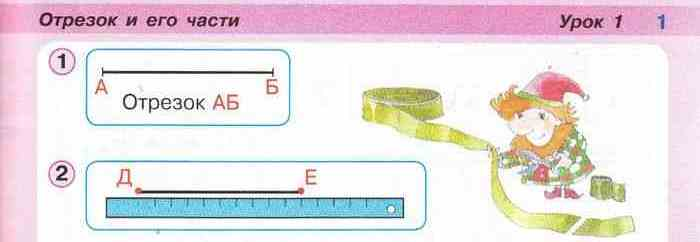 Отрезок и его части Урок 1 1
1
А Б
Отрезок АБ
2
Д Е